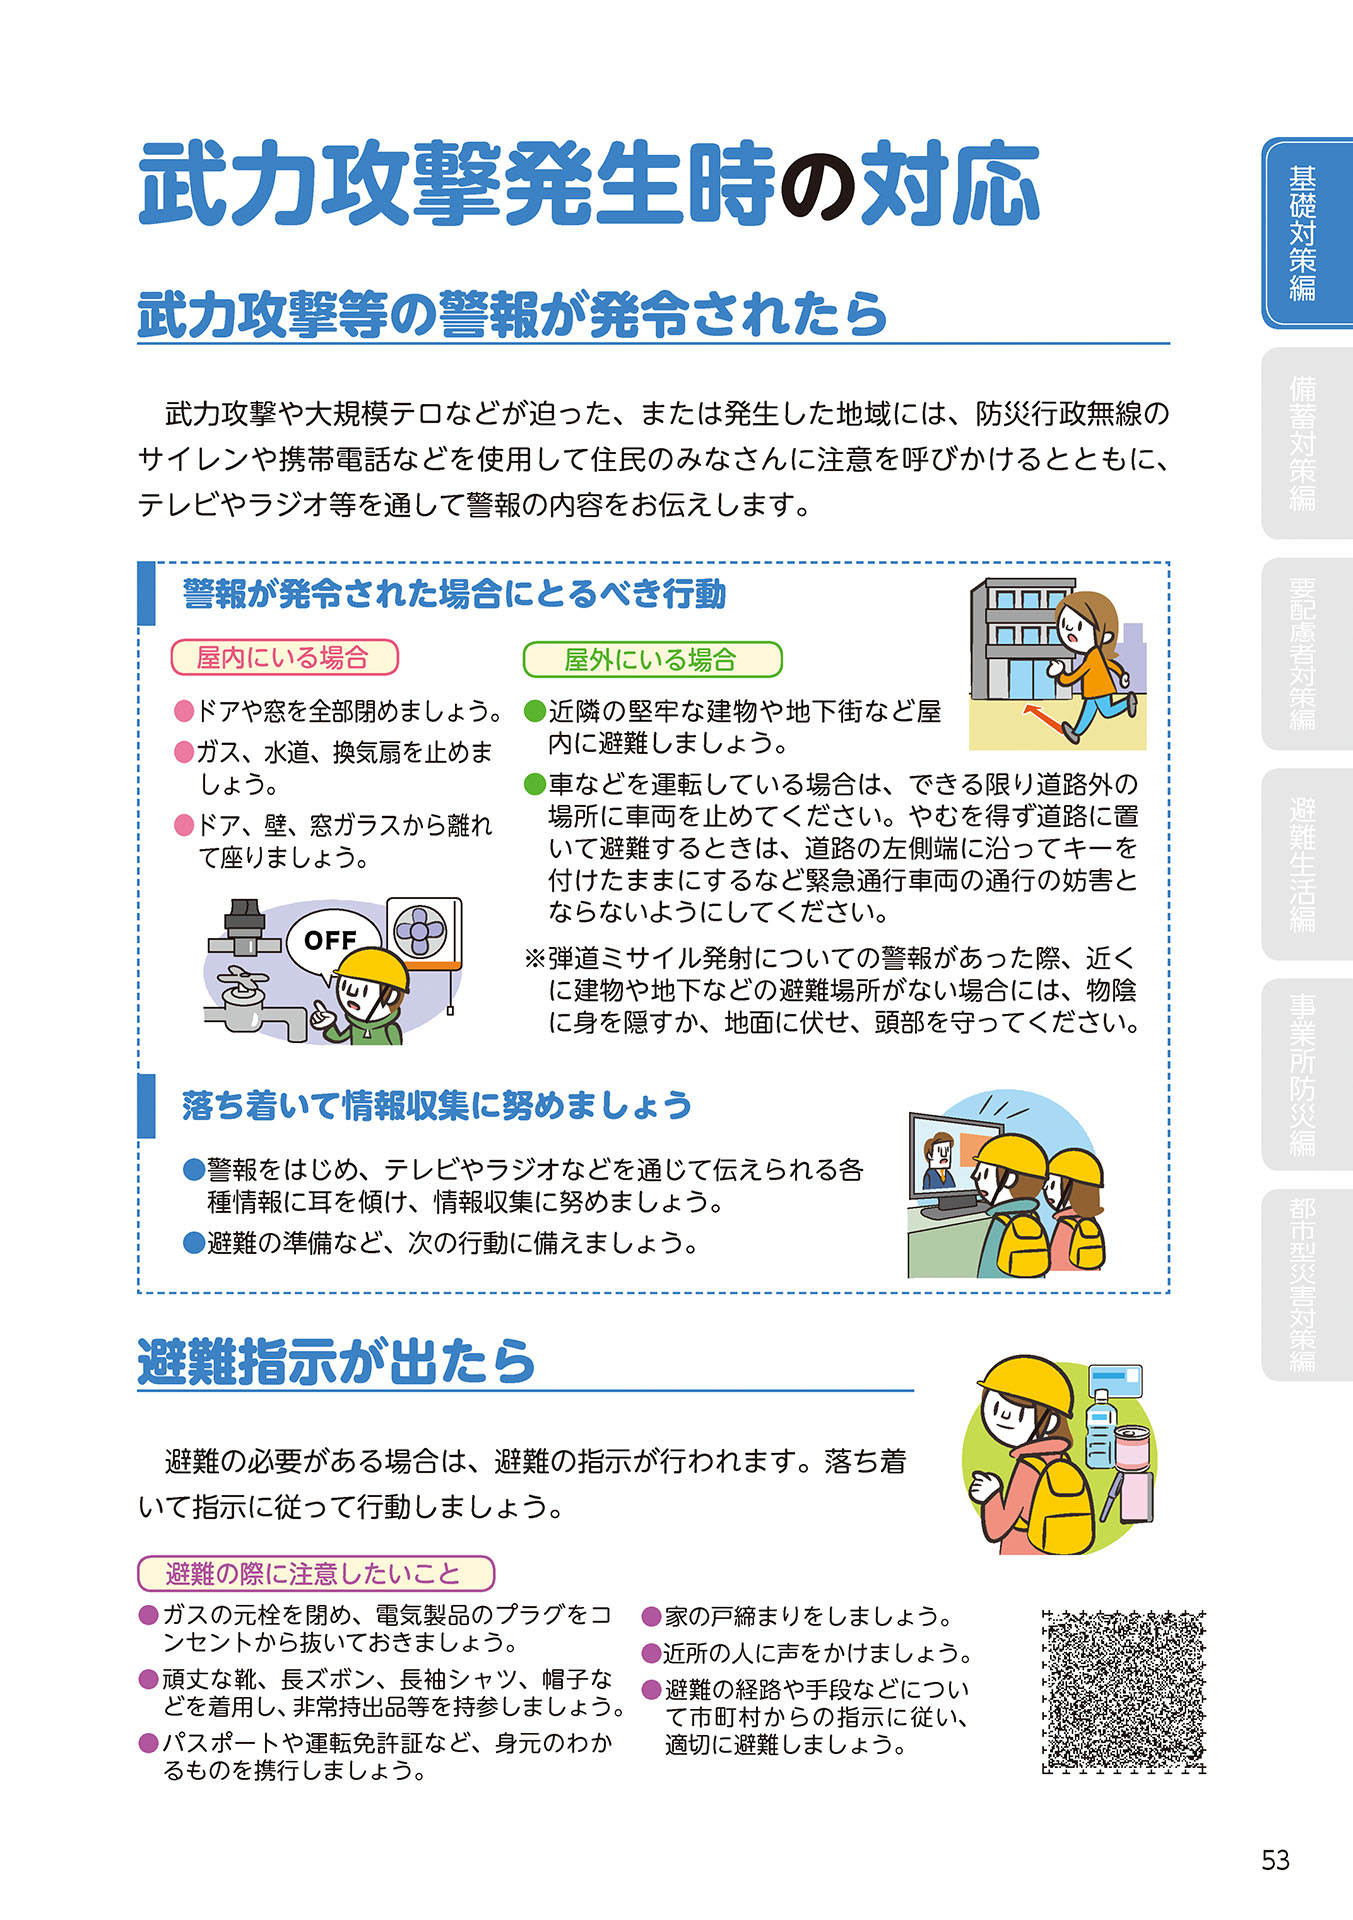 武力攻撃発生時の対応
武力攻撃等の警報が発令されたら
武力攻撃や大規模テロなどが迫った、または発生した地域には、防災行政無線の
サイレンや携帯電話などを使用して住民のみなさんに注意を呼びかけるとともに、
テレビやラジオ等を通して警報の内容をお伝えします。
警報が発令された場合にとるべき行動
屋内にいる場合
●ドアや窓を全部閉めましょう。
●ガス、水道、換気扇を止めま
しょう。
●ドア、壁、窓ガラスから離れ
て座りましょう。
OFF
屋外にいる場合
●近隣の堅牢な建物や地下街など屋
内に避難しましょう。
●車などを運転している場合は、できる限り道路外の
場所に車両を止めてください。やむを得ず道路に置
いて避難するときは、道路の左側端に沿ってキーを
付けたままにするなど緊急通行車両の通行の妨害と
ならないようにしてください。
※弾道ミサイル発射についての警報があった際、近く
に建物や地下などの避難場所がない場合には、物陰
に身を隠すか、地面に伏せ、頭部を守ってください。
落ち着いて情報収集に努めましょう
●警報をはじめ、テレビやラジオなどを通じて伝えられる各
種情報に耳を傾け、情報収集に努めましょう。
●避難の準備など、次の行動に備えましょう。
避難指示が出たら
避難の必要がある場合は、避難の指示が行われます。落ち着
いて指示に従って行動しましょう。
避難の際に注意したいこと
●ガスの元栓を閉め、電気製品のプラグをコ
ンセントから抜いておきましょう。
●頑丈な靴、長ズボン、長袖シャツ、帽子な
どを着用し、非常持出品等を持参しましょう。
●パスポートや運転免許証など、身元のわか
るものを携行しましょう。
●家の戸締まりをしましょう。
●近所の人に声をかけましょう。
●避難の経路や手段などについ
て市町村からの指示に従い、
適切に避難しましょう。
基礎対策編
備蓄対策編
要配慮者対策編
避難生活編
事業所防災編
都市型災害対策編
53